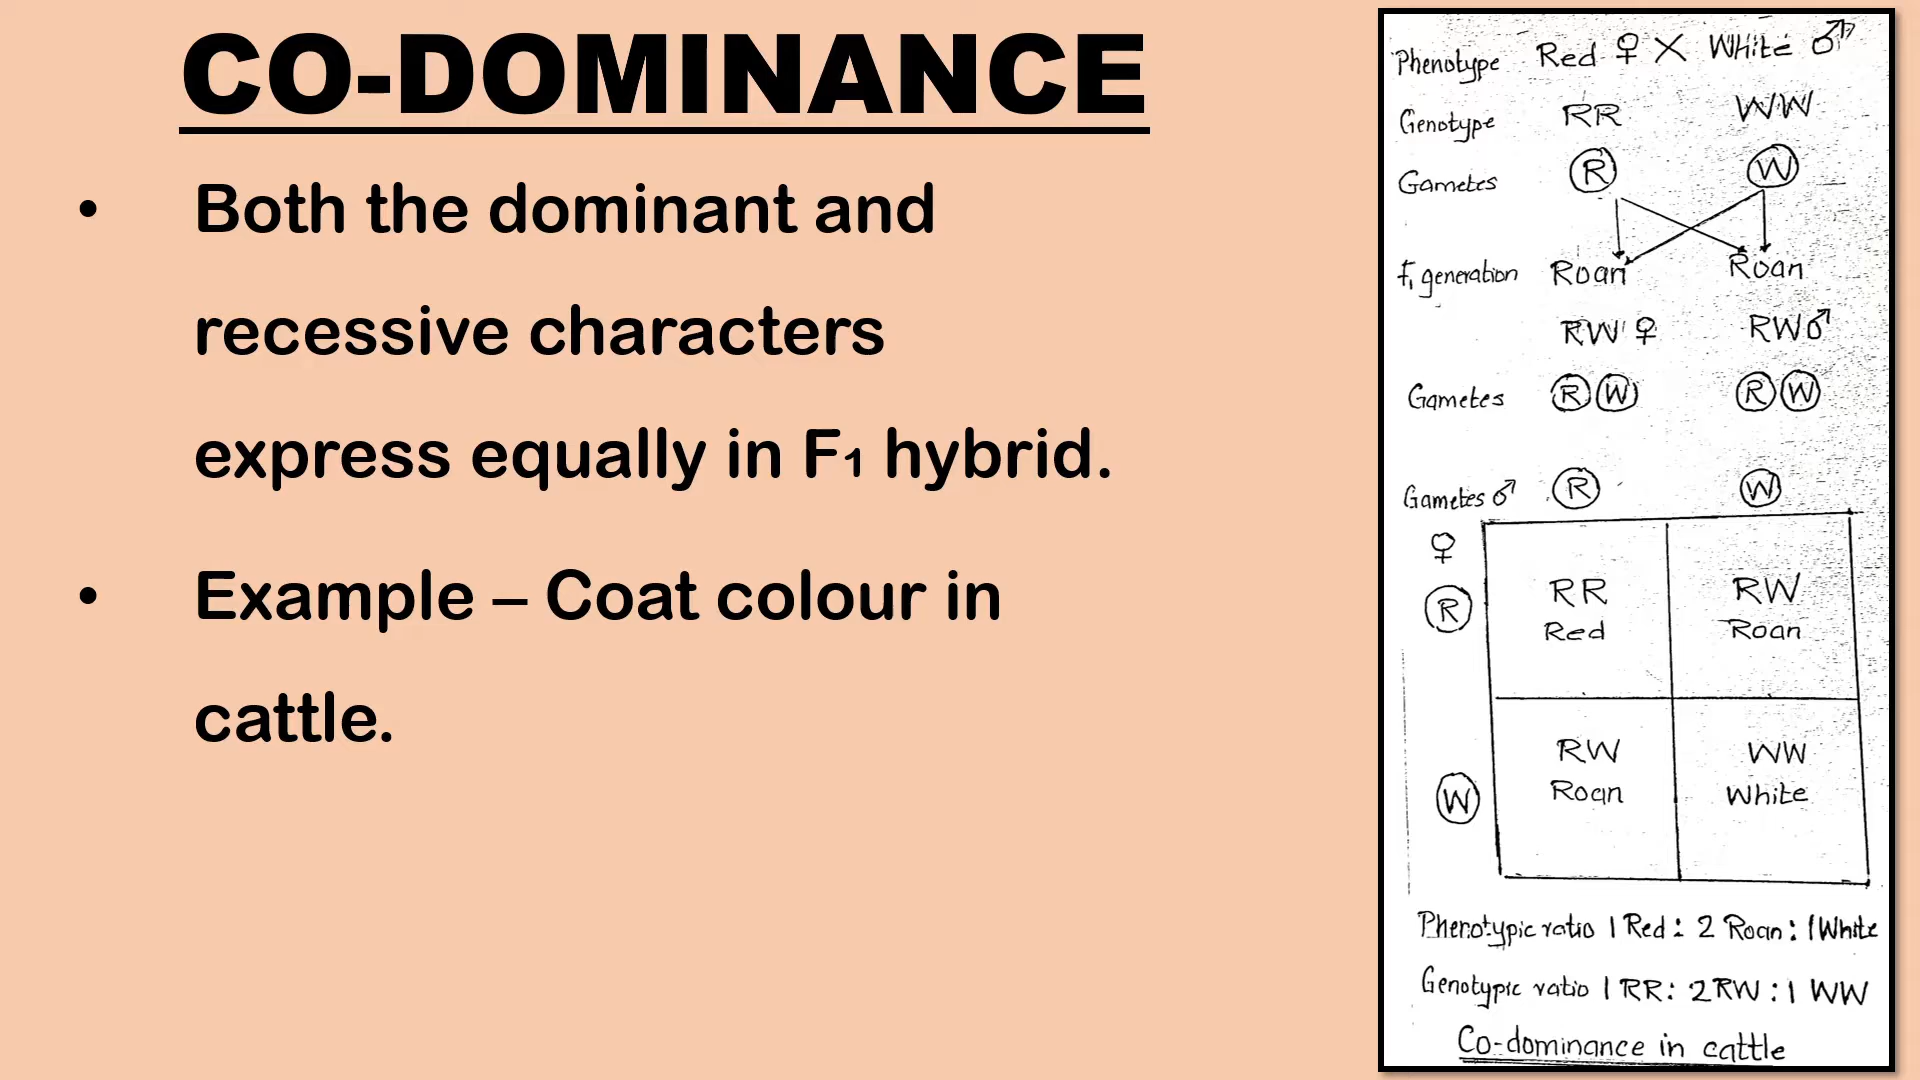 CO-DOMINANCE
• Both the dominant and
recessive characters
express equally in F₁ hybrid.
• Example – Coat colour in
cattle.
Phenotype Red ♀ X White ♂
Genotype RR WW
Gametes R W
F₁ generation Roan Roan
RW ♀ RW♂
Gametes R W R W
Gametes ♂ R W
♀
R RR RW
Red Roan
RW WW
W Roan White
Phenotypic ratio 1 Red : 2 Roan : 1 White
Genotypic ratio 1 RR : 2RW : 1 WW
Co-dominance in cattle